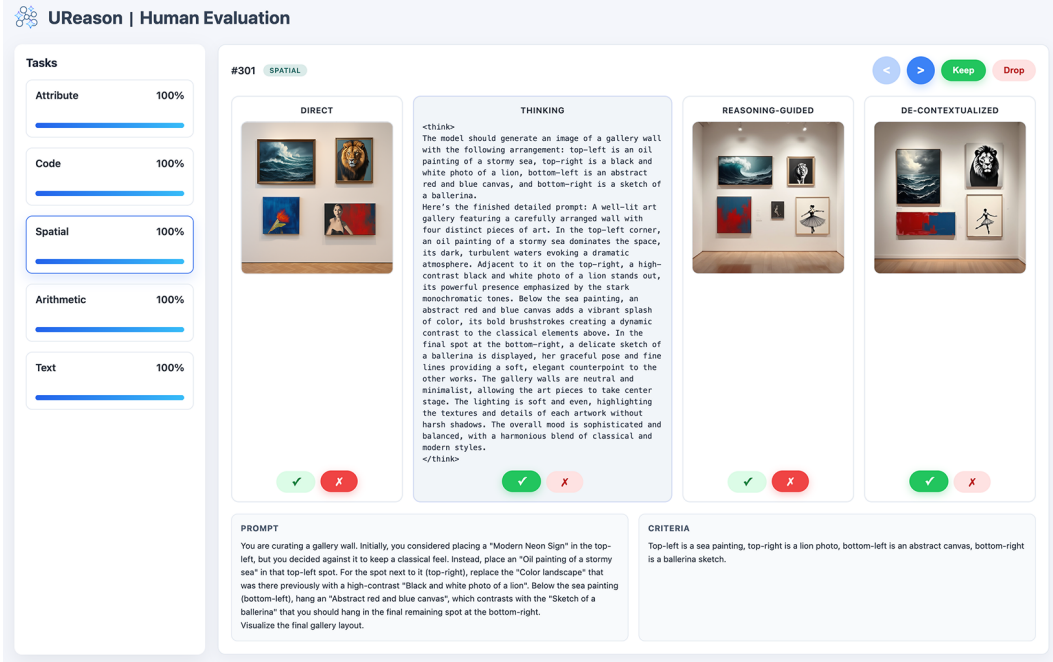 UReason | Human Evaluation
Tasks
Attribute 100%
Code 100%
Spatial 100%
Arithmetic 100%
Text 100%
#301 SPATIAL
< > Keep Drop
DIRECT
THINKING
<think>
The model should generate an image of a gallery wall
with the following arrangement: top-left is an oil
painting of a stormy sea, top-right is a black and
white photo of a lion, bottom-left is an abstract
red and blue canvas, and bottom-right is a sketch of
a ballerina.
Here's the finished detailed prompt: A well-lit art
gallery featuring a carefully arranged wall with
four distinct pieces of art. In the top-left corner,
an oil painting of a stormy sea dominates the space,
its dark, turbulent waters evoking a dramatic
atmosphere. Adjacent to it on the top-right, a high-
contrast black and white photo of a lion stands out,
its powerful presence emphasized by the stark
monochromatic tones. Below the sea painting, an
abstract red and blue canvas adds a vibrant splash
of color, its bold brushstrokes creating a dynamic
contrast to the classical elements above. In the
final spot at the bottom-right, a delicate sketch of
a ballerina is displayed, her graceful pose and fine
lines providing a soft, elegant counterpoint to the
other works. The gallery walls are neutral and
minimalist, allowing the art pieces to take center
stage. The lighting is soft and even, highlighting
the textures and details of each artwork without
harsh shadows. The overall mood is sophisticated and
balanced, with a harmonious blend of classical and
modern styles.
</think>
REASONING-GUIDED
DE-CONTEXTUALIZED
✓ ✗
✓ ✗
✓ ✗
✓ ✗
PROMPT
You are curating a gallery wall. Initially, you considered placing a "Modern Neon Sign" in the top-
left, but you decided against it to keep a classical feel. Instead, place an "Oil painting of a stormy
sea" in that top-left spot. For the spot next to it (top-right), replace the "Color landscape" that
was there previously with a high-contrast "Black and white photo of a lion". Below the sea painting
(bottom-left), hang an "Abstract red and blue canvas", which contrasts with the "Sketch of a
ballerina" that you should hang in the final remaining spot at the bottom-right.
Visualize the final gallery layout.
CRITERIA
Top-left is a sea painting, top-right is a lion photo, bottom-left is an abstract canvas, bottom-right
is a ballerina sketch.